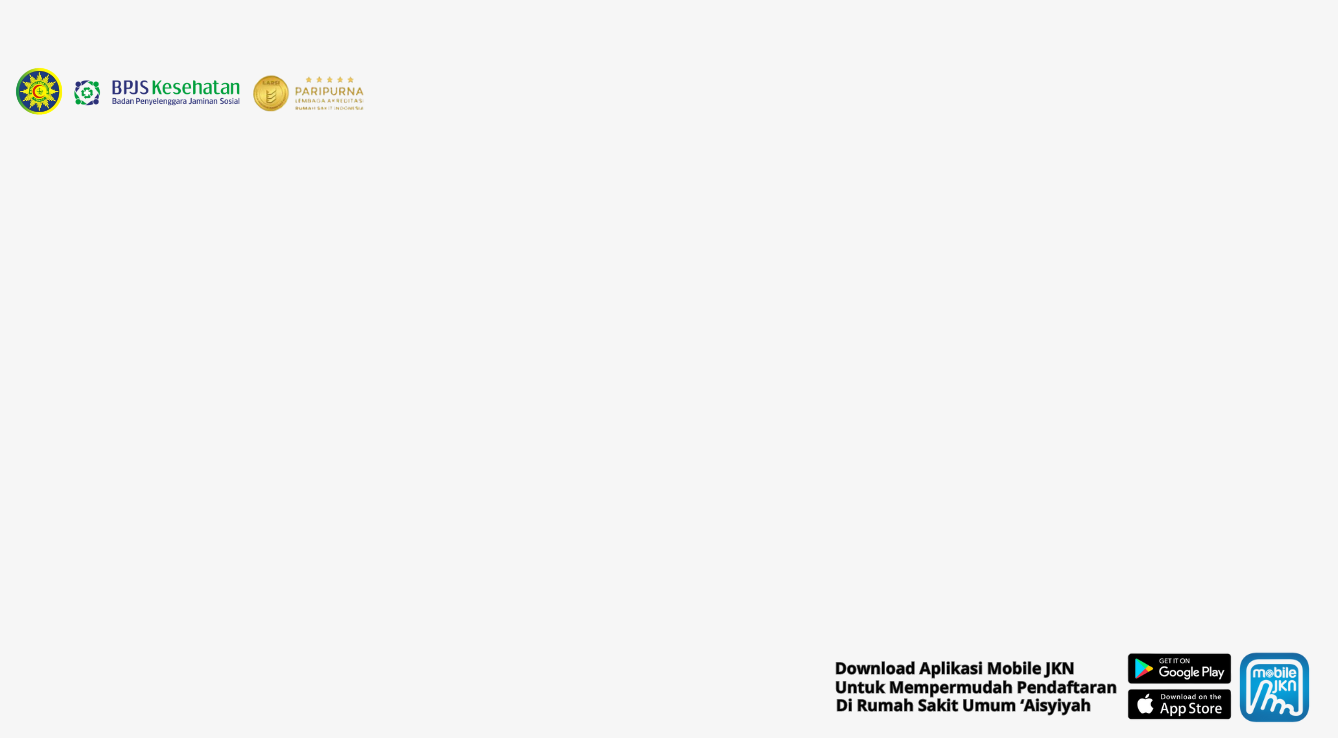 BPJS Kesehatan
Badan Penyelenggara Jaminan Sosial
PARIPURNA
LEMBAGA AKREDITASI
RUMAH SAKIT INDONESIA
Download Aplikasi Mobile JKN
Untuk Mempermudah Pendaftaran
Di Rumah Sakit Umum ‘Aisyiyah
GET IT ON
Google Play
Download on the
App Store
mobile
JKN